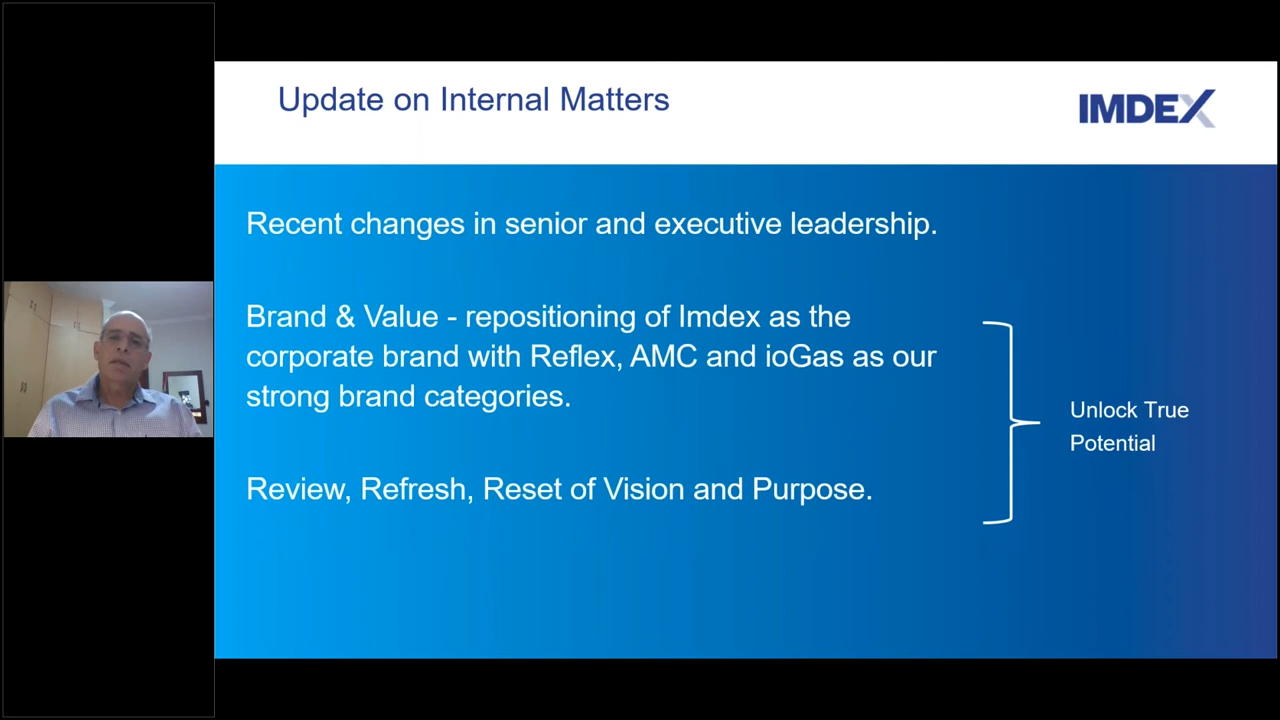 Update on Internal Matters
IMDEX
Recent changes in senior and executive leadership.
Brand & Value - repositioning of Imdex as the
corporate brand with Reflex, AMC and ioGas as our
strong brand categories.
Review, Refresh, Reset of Vision and Purpose.
Unlock True
Potential